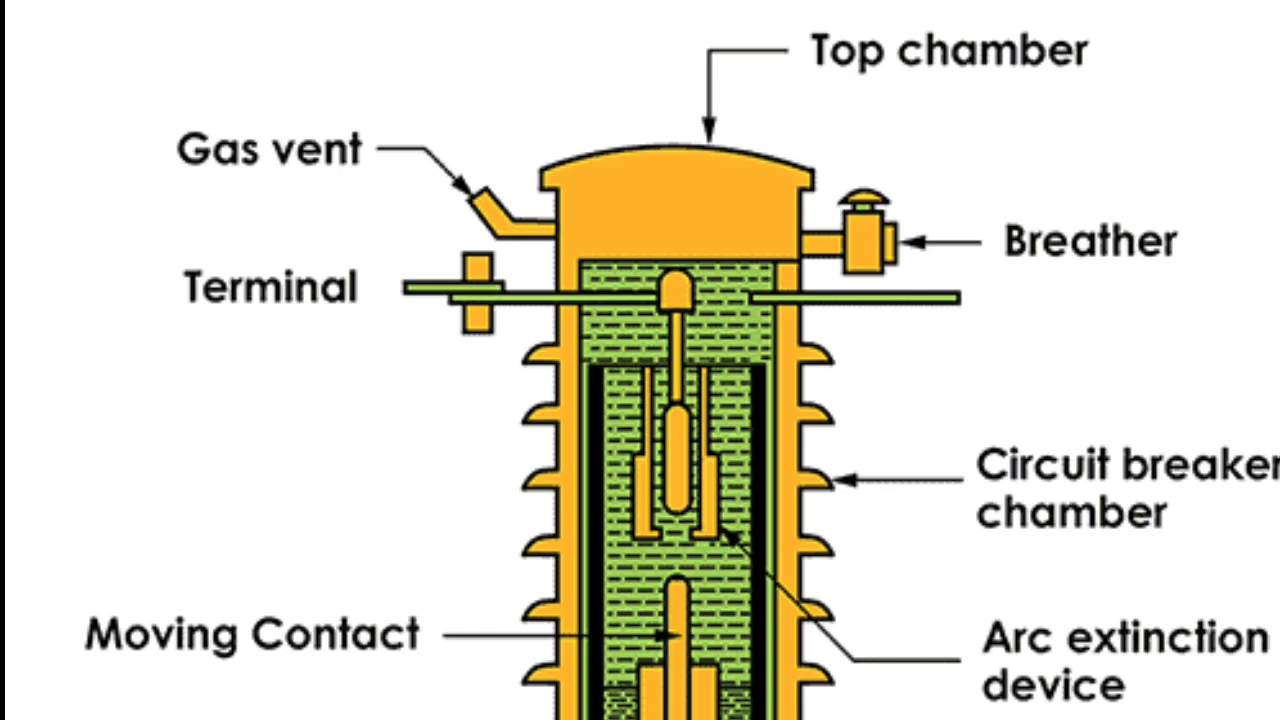 Top chamber
Gas vent
Breather
Terminal
Circuit breaker
chamber
Moving Contact
Arc extinction
device